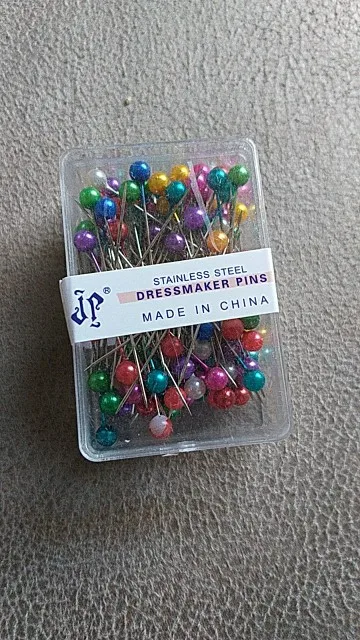 STAINLESS STEEL
DRESSMAKER PINS
MADE IN CHINA